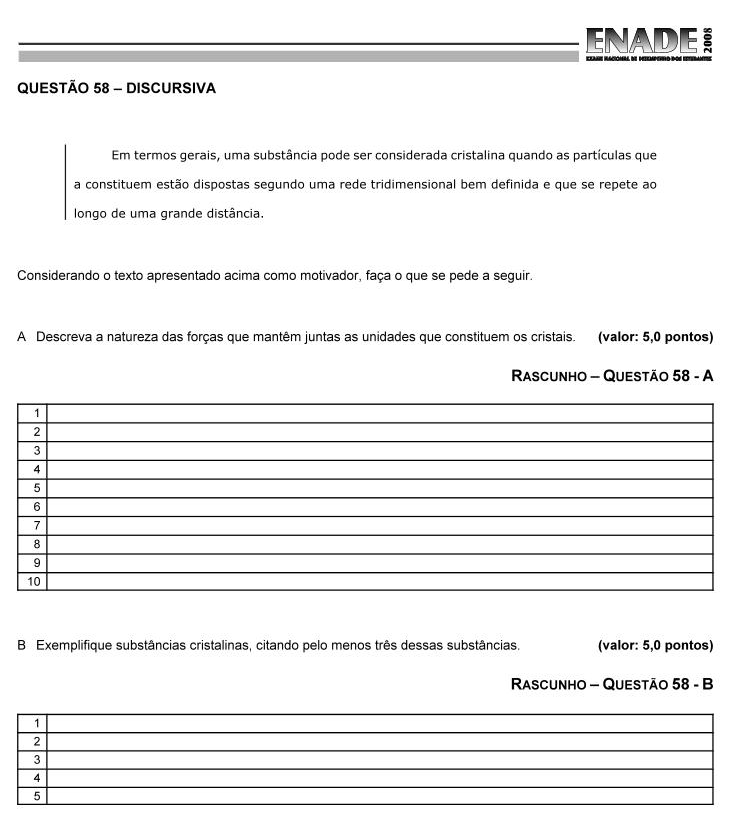 ENADE 2008
EXAME NACIONAL DE DESEMPENHO DOS ESTUDANTES
QUESTÃO 58 – DISCURSIVA
Em termos gerais, uma substância pode ser considerada cristalina quando as partículas que
a constituem estão dispostas segundo uma rede tridimensional bem definida e que se repete ao
longo de uma grande distância.
Considerando o texto apresentado acima como motivador, faça o que se pede a seguir.
A Descreva a natureza das forças que mantêm juntas as unidades que constituem os cristais. (valor: 5,0 pontos)
RASCUNHO – QUESTÃO 58 - A
1
2
3
4
5
6
7
8
9
10
B Exemplifique substâncias cristalinas, citando pelo menos três dessas substâncias. (valor: 5,0 pontos)
RASCUNHO – QUESTÃO 58 - B
1
2
3
4
5